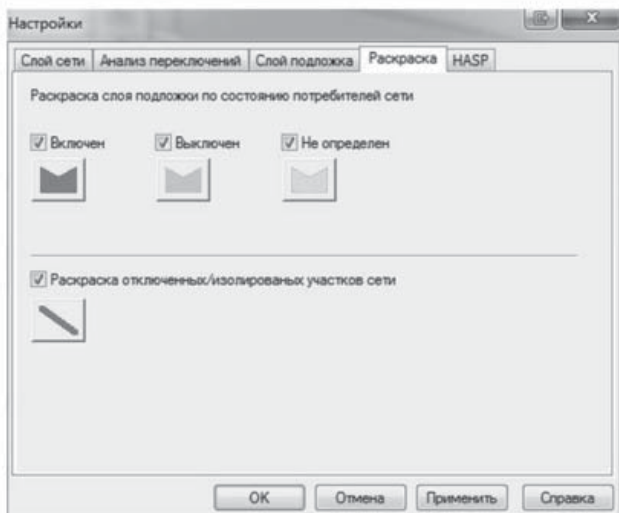 Настройки
Слой сети Анализ переключений Слой подложка Раскраска HASP
Раскраска слоя подложки по состоянию потребителей сети
Включен Выключен Не определен
Раскраска отключенных/изолированых участков сети
ОК Отмена Применить Справка